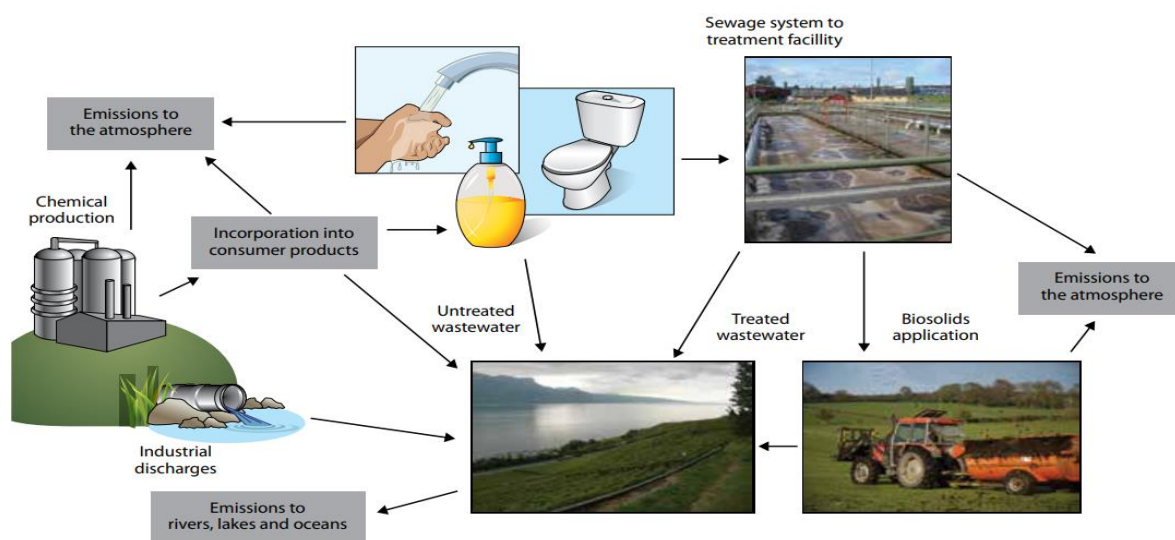 Sewage system to
treatment facillity
Emissions to
the atmosphere
Chemical
production
Incorporation into
consumer products
Emissions to
the atmosphere
Untreated
wastewater
Treated
wastewater
Biosolids
application
Industrial
discharges
Emissions to
rivers, lakes and oceans